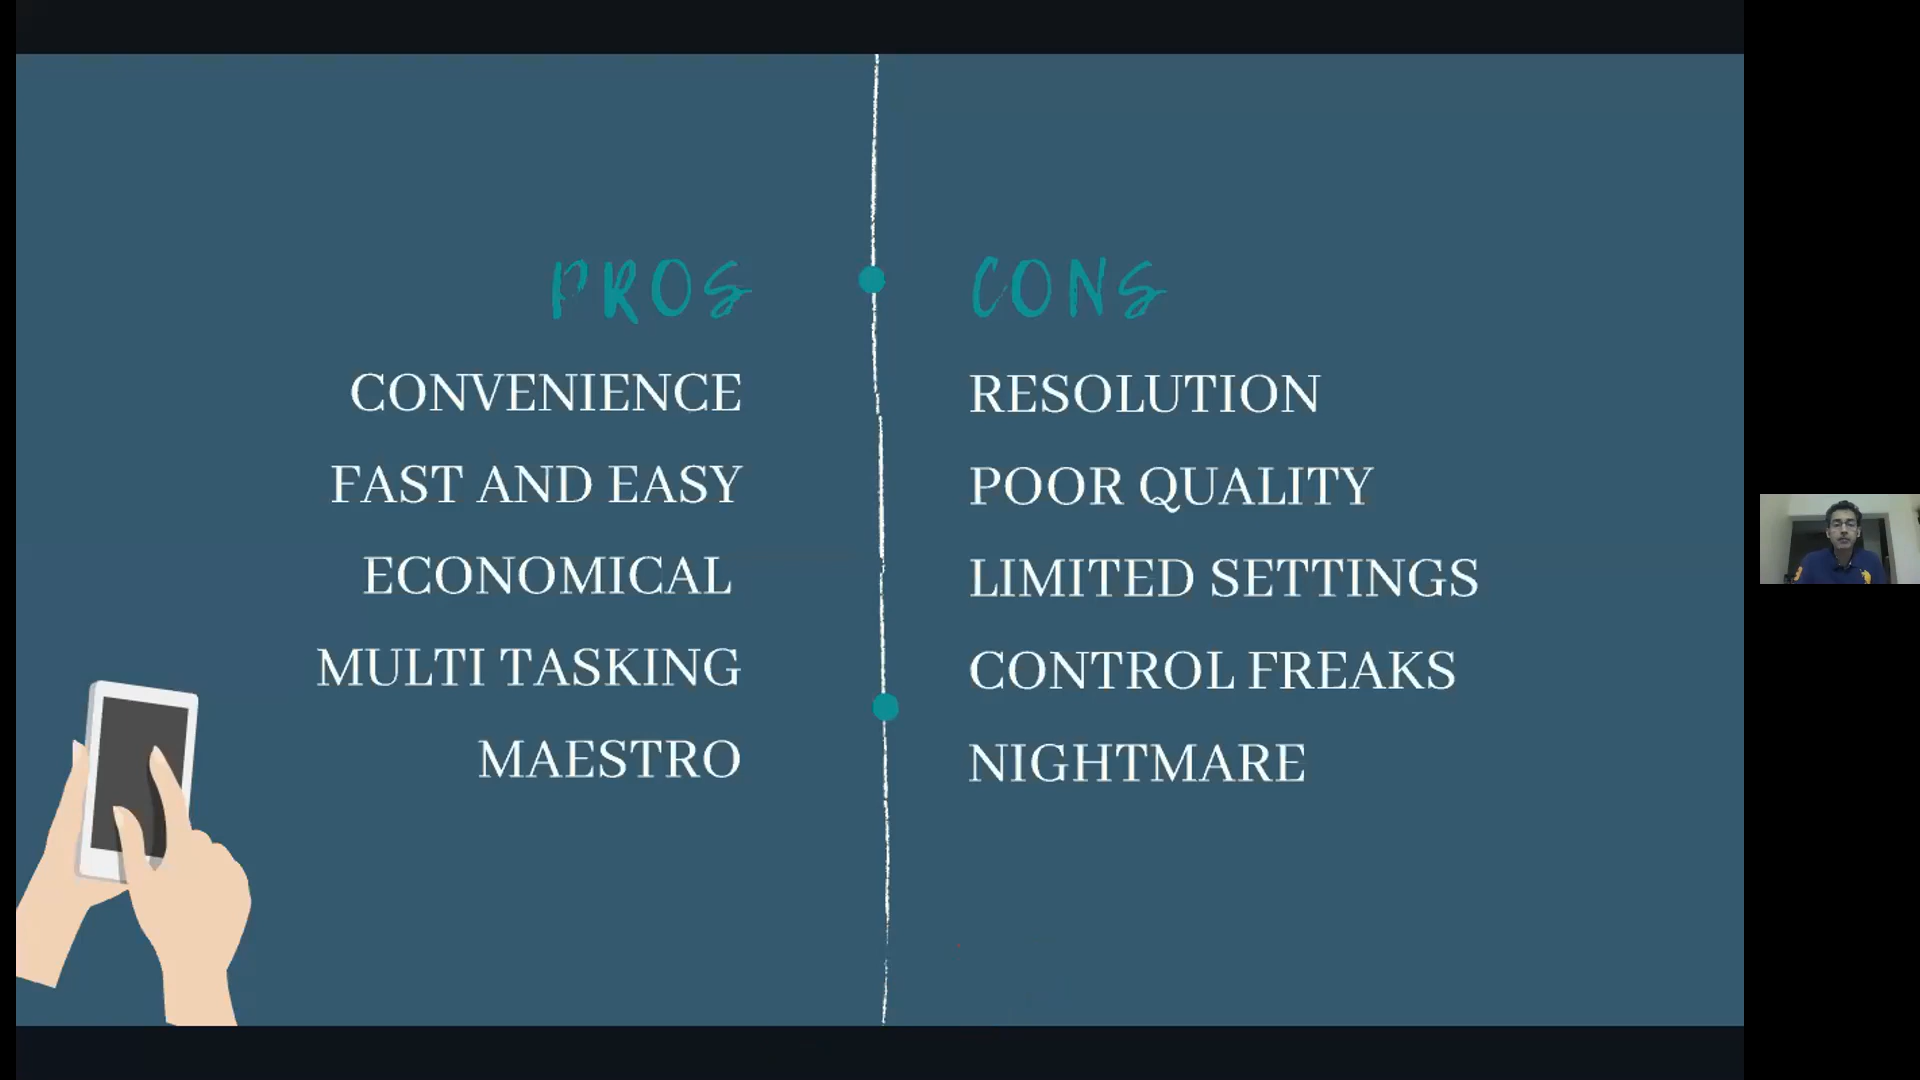 PROS
CONVENIENCE
FAST AND EASY
ECONOMICAL
MULTI TASKING
MAESTRO
CONS
RESOLUTION
POOR QUALITY
LIMITED SETTINGS
CONTROL FREAKS
NIGHTMARE